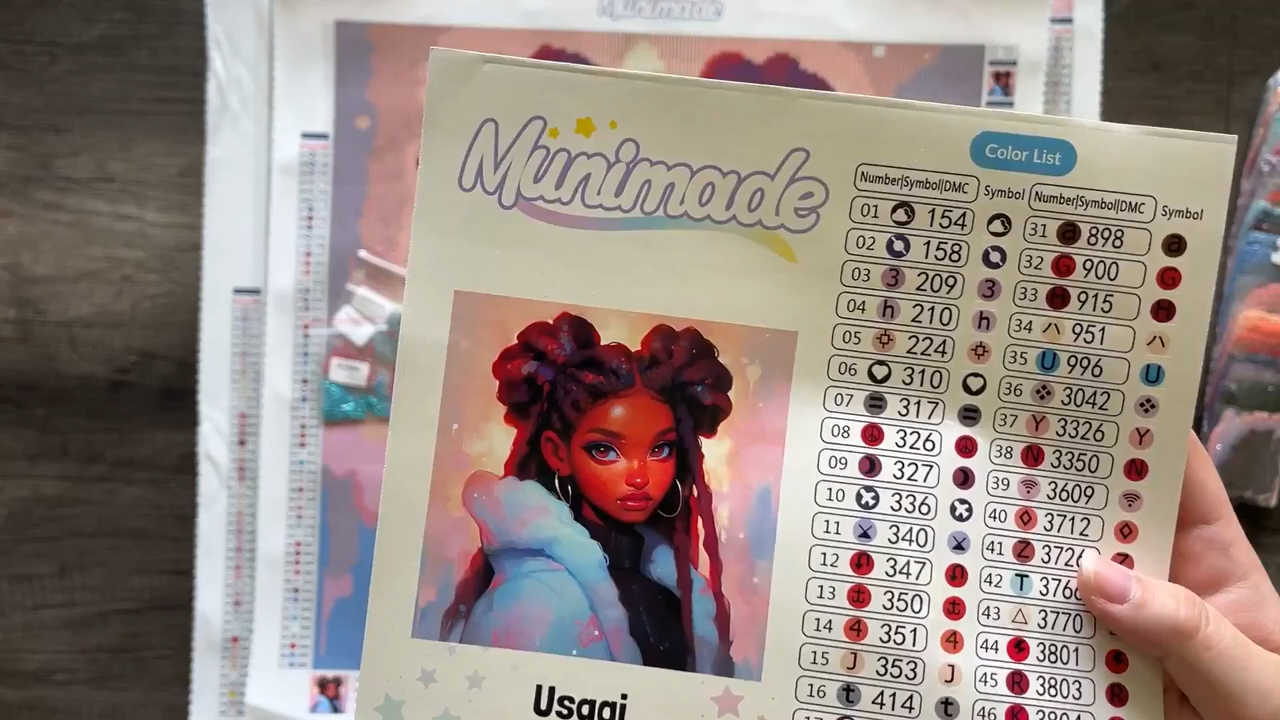 Munimade
Munimade
Color List
Number|Symbol|DMC Symbol Number|Symbol|DMC Symbol
01 154 31 a 898 a
02 158 32 G 900 G
03 3 209 3 33 H 915 H
04 h 210 h 34 951
05 224 35 U 996 U
06 310 36 3042
07 317 37 Y 3326 Y
08 326 38 N 3350 N
09 327 39 3609
10 336 40 3712
11 340 41 Z 3726 Z
12 347 42 T
13 350 43 3770
14 4 351 4 44 3801
15 J 353 J 45 R 3803 R
16 t 414 t 46 K
Usagi